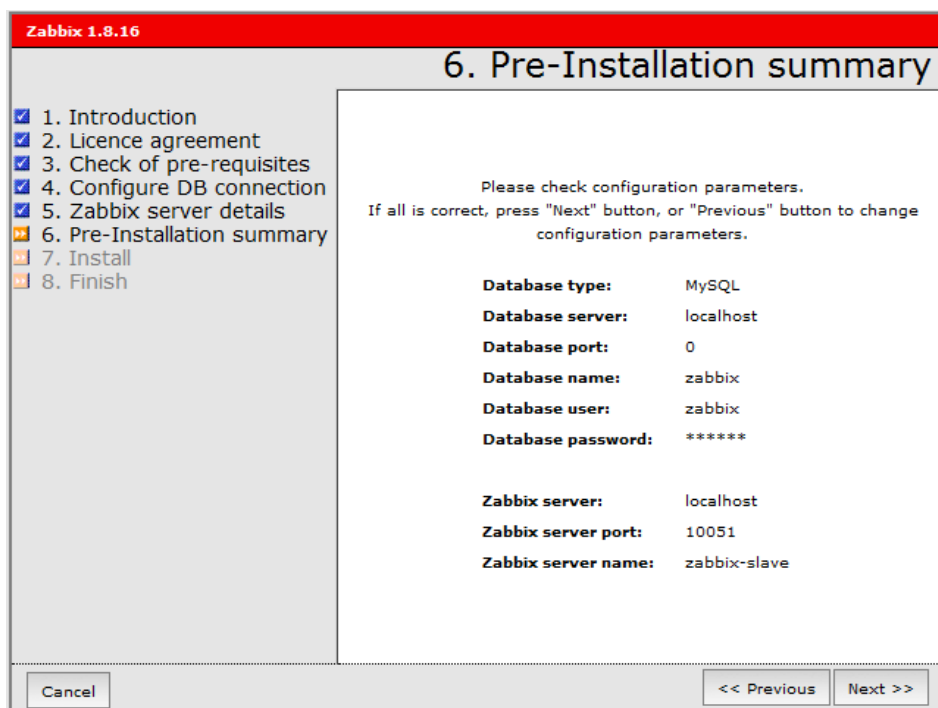 Zabbix 1.8.16
6. Pre-Installation summary
1. Introduction
2. Licence agreement
3. Check of pre-requisites
4. Configure DB connection
5. Zabbix server details
6. Pre-Installation summary
7. Install
8. Finish
Please check configuration parameters.
If all is correct, press "Next" button, or "Previous" button to change
configuration parameters.
Database type: MySQL
Database server: localhost
Database port: 0
Database name: zabbix
Database user: zabbix
Database password: ******
Zabbix server: localhost
Zabbix server port: 10051
Zabbix server name: zabbix-slave
Cancel << Previous Next >>